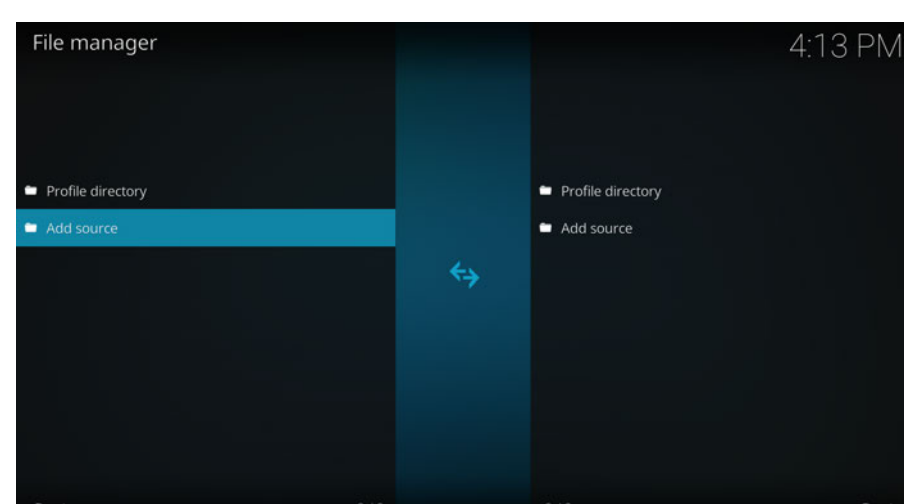 File manager
4:13 PM
Profile directory
Add source
Profile directory
Add source